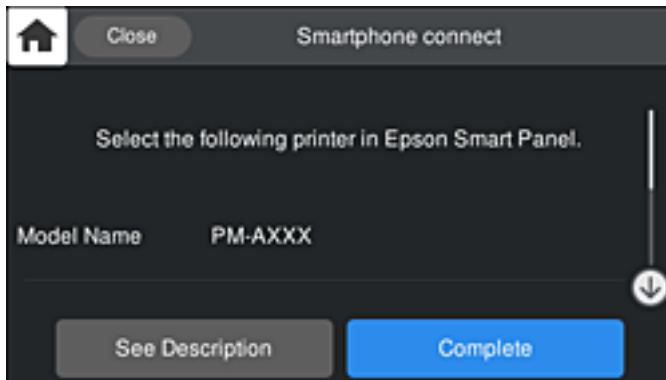 Close
Smartphone connect
Select the following printer in Epson Smart Panel.
Model Name PM-AXXX
See Description
Complete